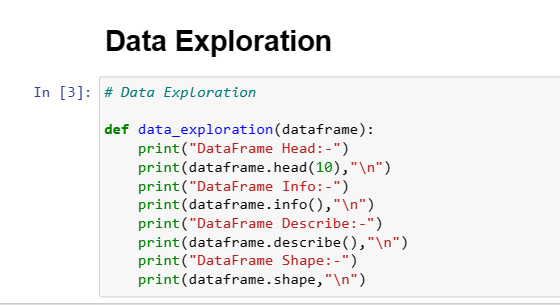 Data Exploration
In [3]: # Data Exploration
def data_exploration(dataframe):
    print("DataFrame Head:-")
    print(dataframe.head(10),"\n")
    print("DataFrame Info:-")
    print(dataframe.info(),"\n")
    print("DataFrame Describe:-")
    print(dataframe.describe(),"\n")
    print("DataFrame Shape:-")
    print(dataframe.shape,"\n")